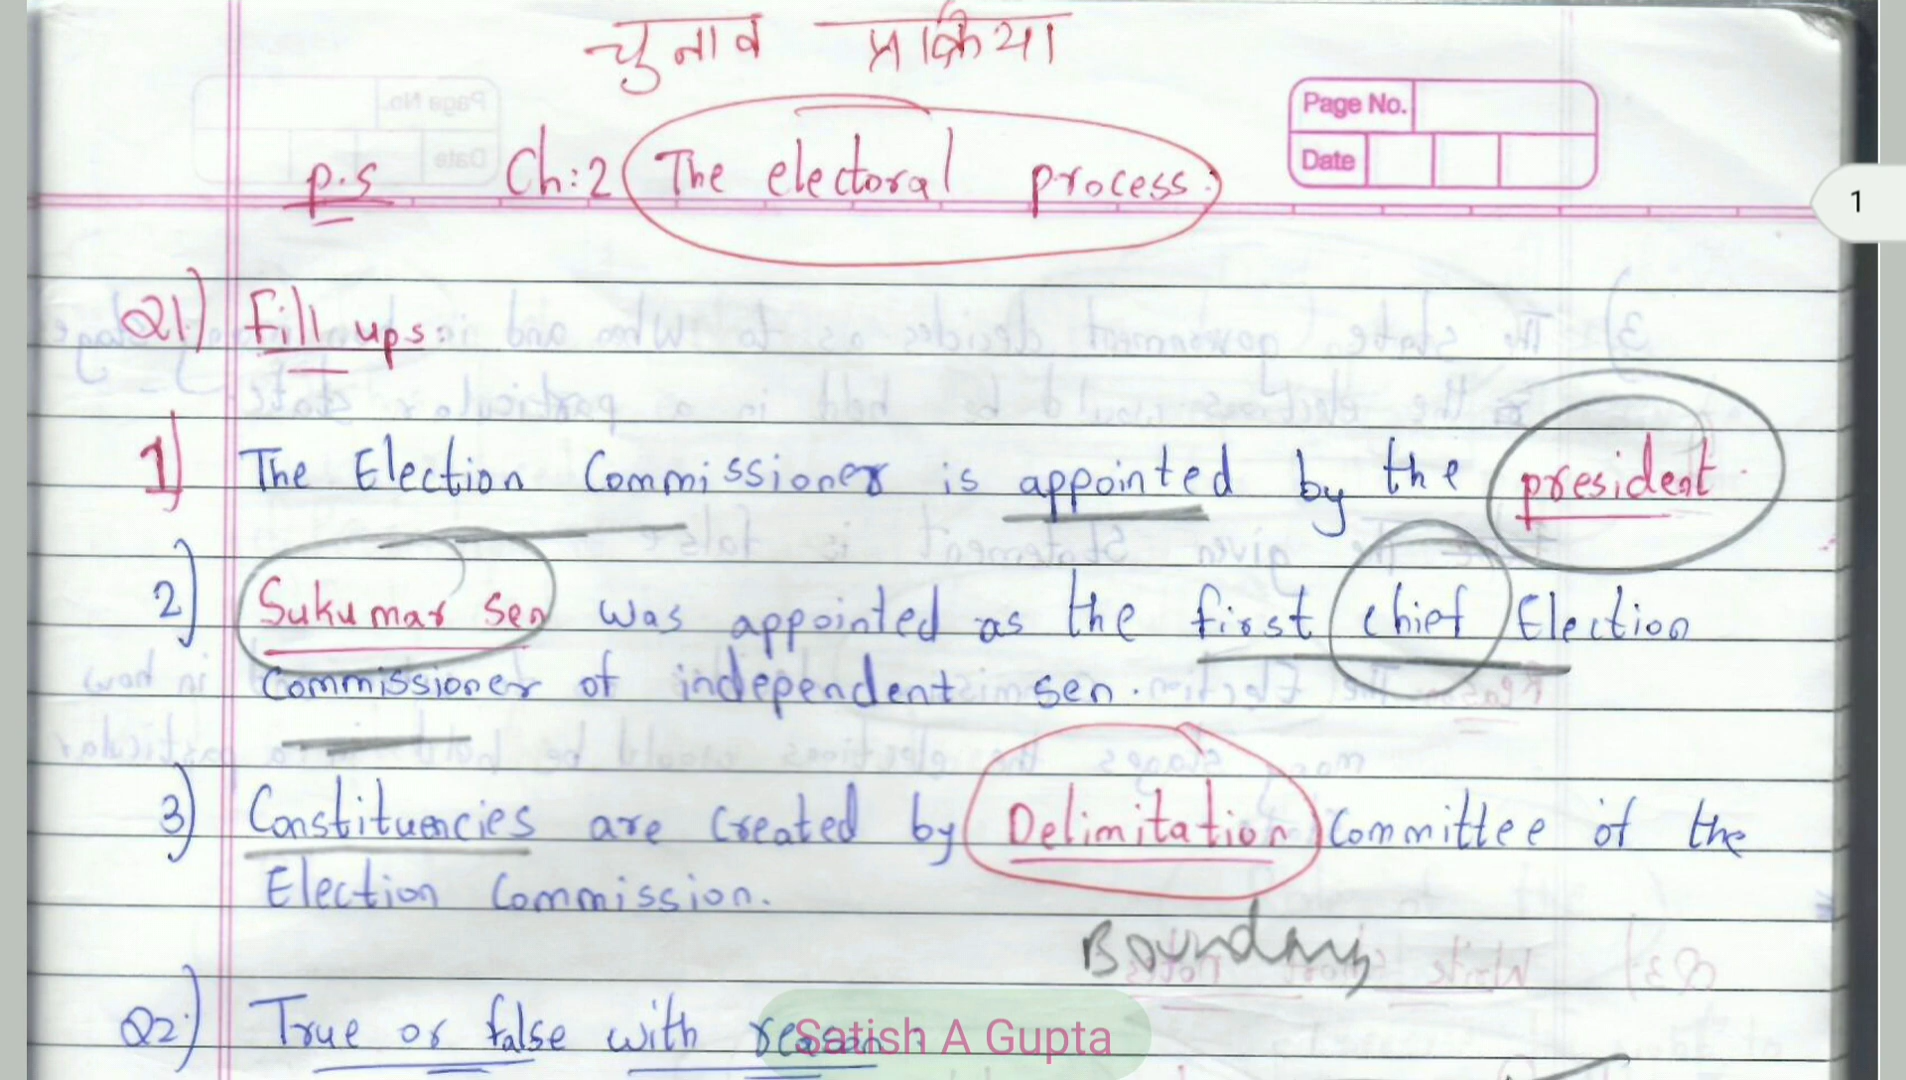 चुनाव प्रक्रिया
Page No.
p.s Ch:2 The electoral process.
Date
1
Q1) Fill ups:
1) The Election Commissioner is appointed by the president.
2) Sukumar Sen was appointed as the first chief Election
Commissioner of independent sen.
3) Constituencies are created by Delimitation Committee of the
Election Commission.
Boundary
Q2) True or false with reason:
Satish A Gupta